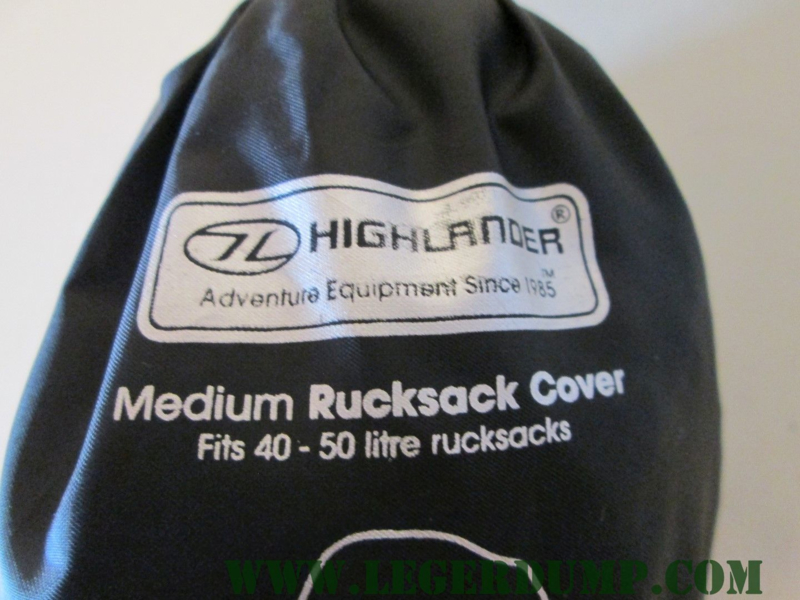 HIGHLANDER®
Adventure Equipment Since 1985™
Medium Rucksack Cover
Fits 40 - 50 litre rucksacks
WWW.LEGERDUMP.COM